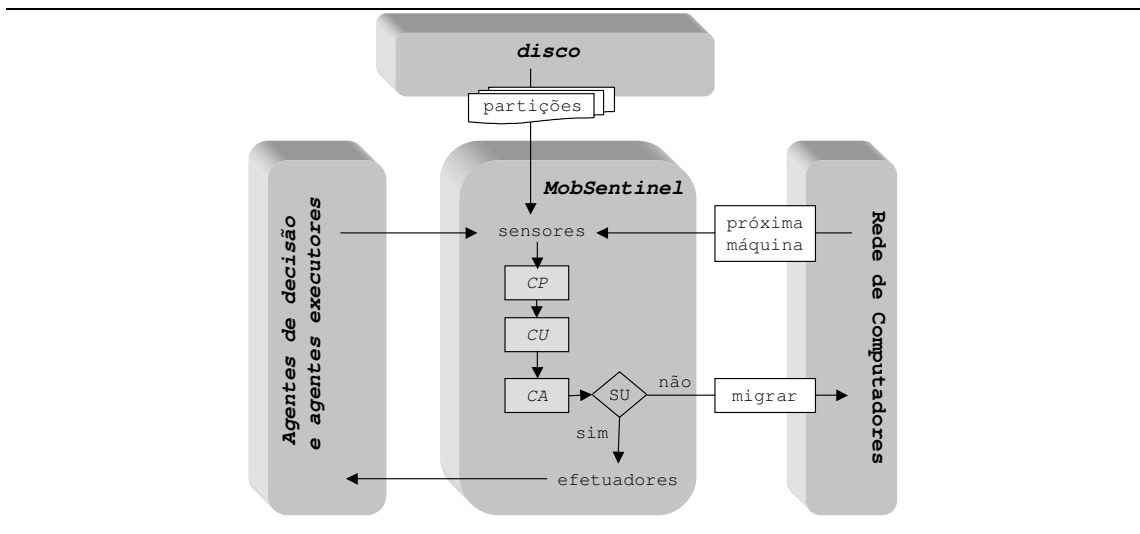 disco
partições
MobSentinel
Agentes de decisão
e agentes executores
sensores
próxima
máquina
Rede de Computadores
CP
CU
CA
SU
não
migrar
sim
efetuadores